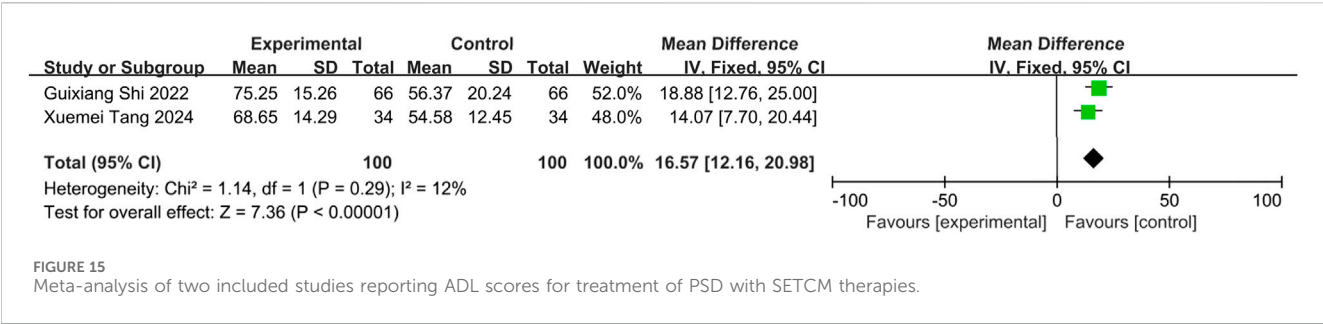 Experimental Control Mean Difference Mean Difference
Study or Subgroup Mean SD Total Mean SD Total Weight IV, Fixed, 95% CI IV, Fixed, 95% CI
Guixiang Shi 2022 75.25 15.26 66 56.37 20.24 66 52.0% 18.88 [12.76, 25.00]
Xuemei Tang 2024 68.65 14.29 34 54.58 12.45 34 48.0% 14.07 [7.70, 20.44]
Total (95% CI) 100 100 100.0% 16.57 [12.16, 20.98]
Heterogeneity: Chi² = 1.14, df = 1 (P = 0.29); I² = 12%
Test for overall effect: Z = 7.36 (P < 0.00001)
-100 -50 0 50 100
Favours [experimental] Favours [control]
FIGURE 15
Meta-analysis of two included studies reporting ADL scores for treatment of PSD with SETCM therapies.